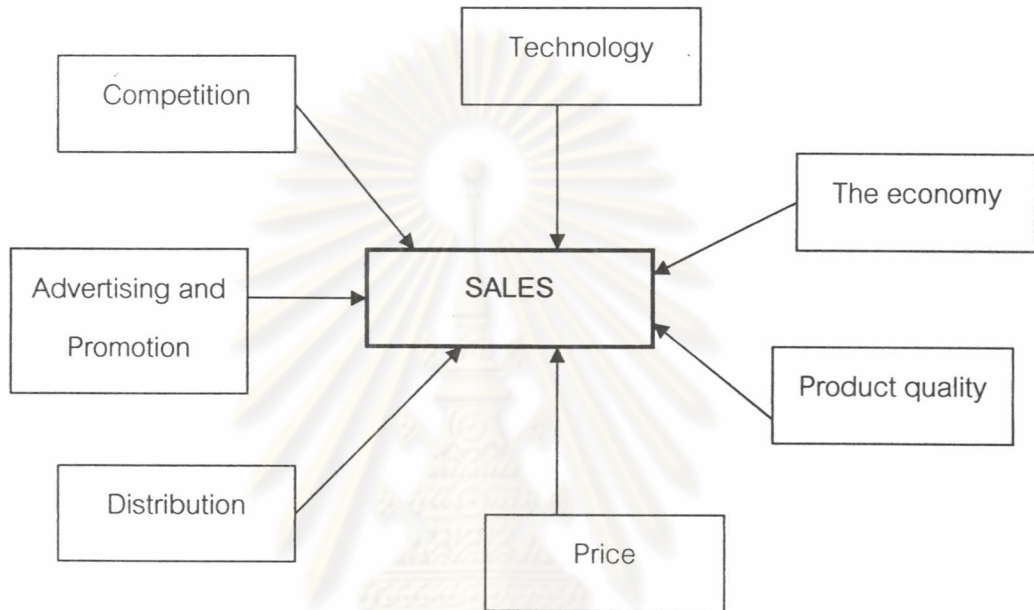 Technology
Competition
The economy
SALES
Advertising and
Promotion
Product quality
Distribution
Price